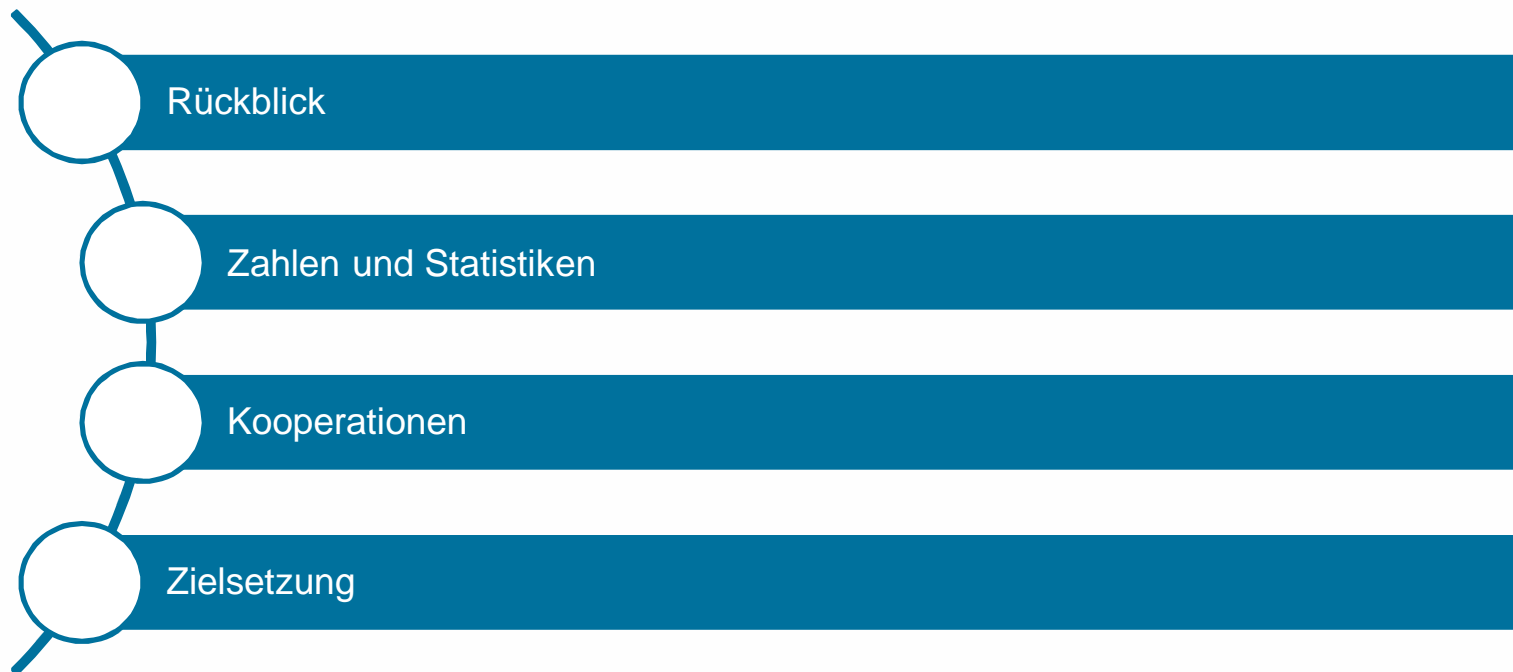 Rückblick
Zahlen und Statistiken
Kooperationen
Zielsetzung